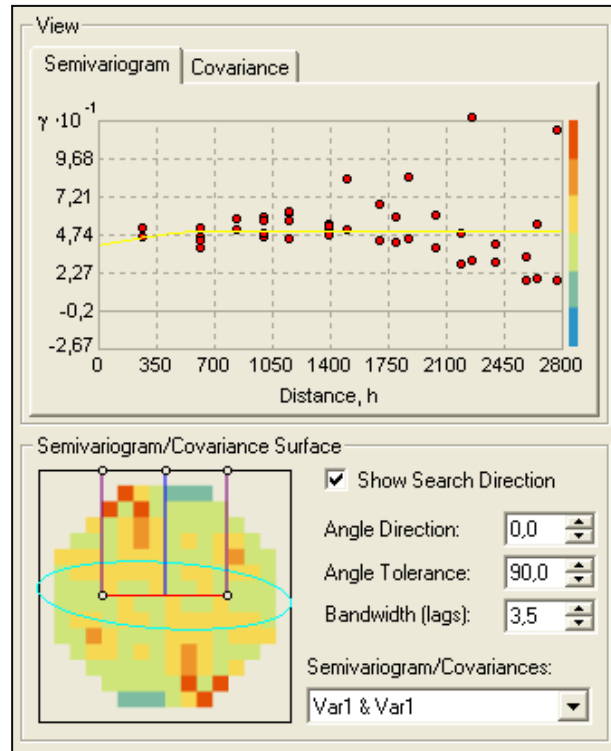 View
Semivariogram Covariance
γ·10⁻¹
9,68
7,21
4,74
2,27
-0,2
-2,67
0 350 700 1050 1400 1750 2100 2450 2800
Distance, h
Semivariogram/Covariance Surface
Show Search Direction
Angle Direction: 0,0
Angle Tolerance: 90,0
Bandwidth (lags): 3,5
Semivariogram/Covariances:
Var1 & Var1